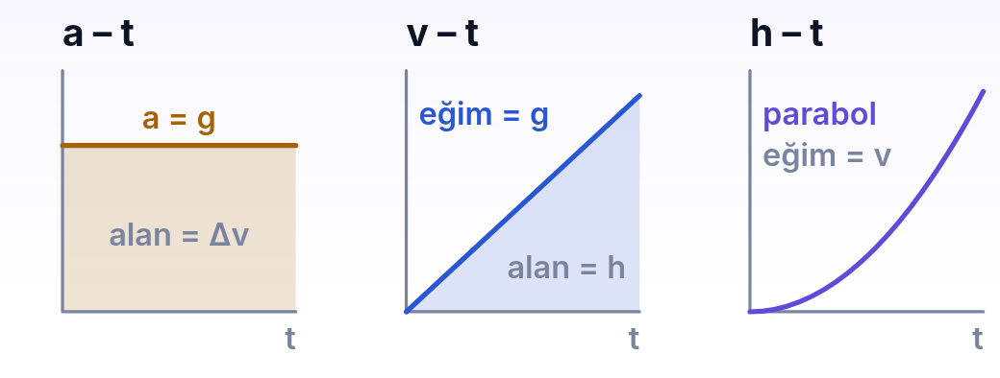 a – t
a = g
alan = Δv
t
v – t
eğim = g
alan = h
t
h – t
parabol
eğim = v
t